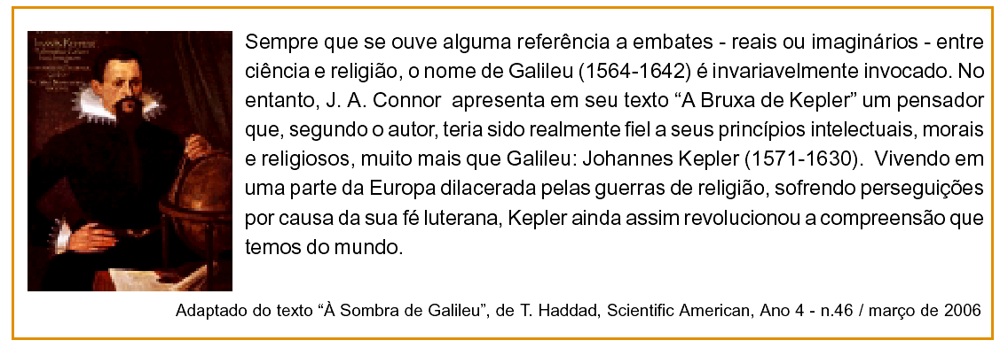 Sempre que se ouve alguma referência a embates - reais ou imaginários - entre
ciência e religião, o nome de Galileu (1564-1642) é invariavelmente invocado. No
entanto, J. A. Connor apresenta em seu texto “A Bruxa de Kepler” um pensador
que, segundo o autor, teria sido realmente fiel a seus princípios intelectuais, morais
e religiosos, muito mais que Galileu: Johannes Kepler (1571-1630). Vivendo em
uma parte da Europa dilacerada pelas guerras de religião, sofrendo perseguições
por causa da sua fé luterana, Kepler ainda assim revolucionou a compreensão que
temos do mundo.
Adaptado do texto “À Sombra de Galileu”, de T. Haddad, Scientific American, Ano 4 - n.46 / março de 2006